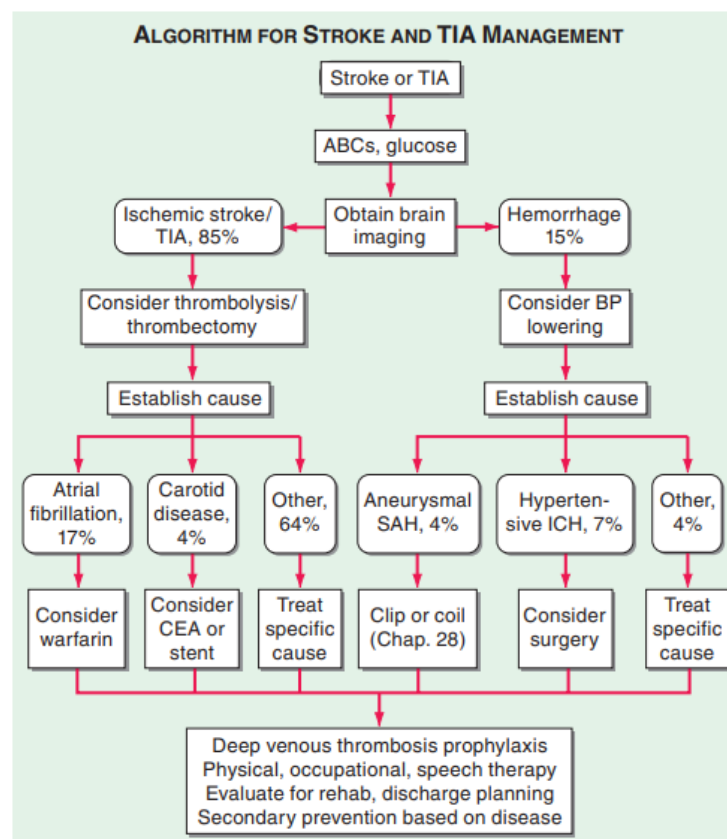 ALGORITHM FOR STROKE AND TIA MANAGEMENT
Stroke or TIA
ABCs, glucose
Ischemic stroke/
TIA, 85%
Obtain brain
imaging
Hemorrhage
15%
Consider thrombolysis/
thrombectomy
Consider BP
lowering
Establish cause
Establish cause
Atrial
fibrillation,
17%
Carotid
disease,
4%
Other,
64%
Aneurysmal
SAH, 4%
Hyperten-
sive ICH, 7%
Other,
4%
Consider
warfarin
Consider
CEA or
stent
Treat
specific
cause
Clip or coil
(Chap. 28)
Consider
surgery
Treat
specific
cause
Deep venous thrombosis prophylaxis
Physical, occupational, speech therapy
Evaluate for rehab, discharge planning
Secondary prevention based on disease